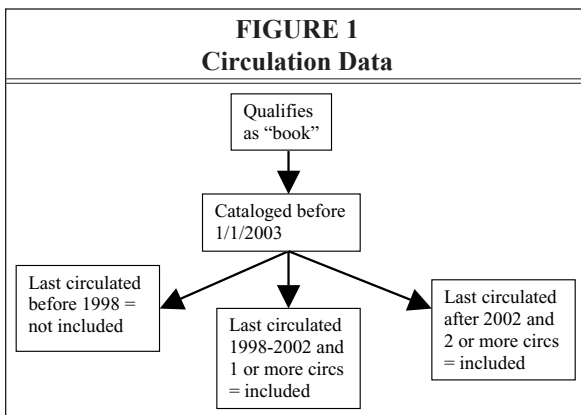 FIGURE 1
Circulation Data
Qualifies
as “book”
Cataloged before
1/1/2003
Last circulated
before 1998 =
not included
Last circulated
1998-2002 and
1 or more circs
= included
Last circulated
after 2002 and
2 or more circs
= included